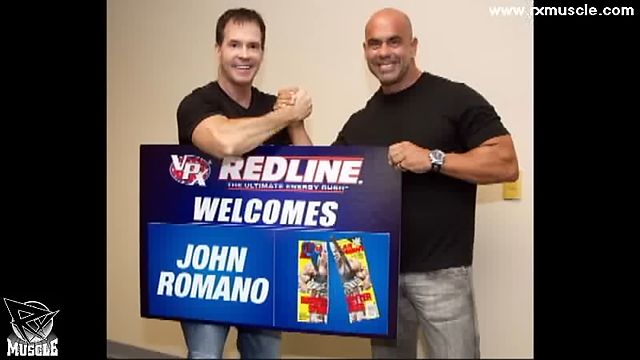 www.rxmuscle.com
VPX REDLINE.
THE ULTIMATE ENERGY RUSH
WELCOMES
JOHN
ROMANO
MUSCLE